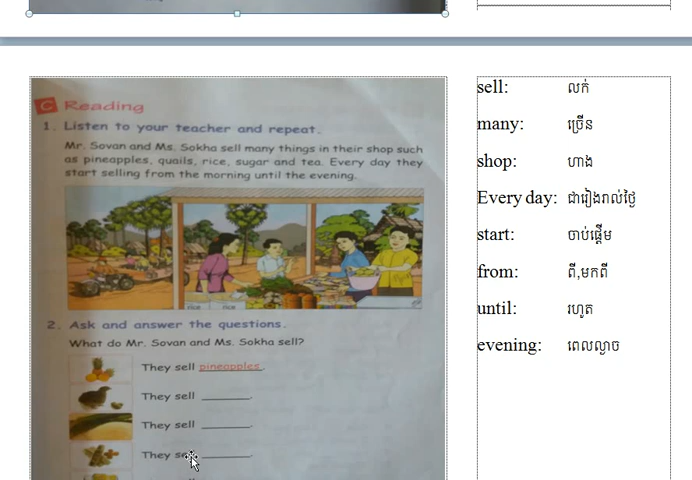 C Reading
1. Listen to your teacher and repeat.
Mr. Sovan and Ms. Sokha sell many things in their shop such
as pineapples, quails, rice, sugar and tea. Every day they
start selling from the morning until the evening.
rice rice
2. Ask and answer the questions.
What do Mr. Sovan and Ms. Sokha sell?
They sell pineapples.
They sell ________.
They sell ________.
They sell ________.
sell: លក់
many: ច្រើន
shop: ហាង
Every day: ជារៀងរាល់ថ្ងៃ
start: ចាប់ផ្តើម
from: ពី,មកពី
until: រហូត
evening: ពេលល្ងាច